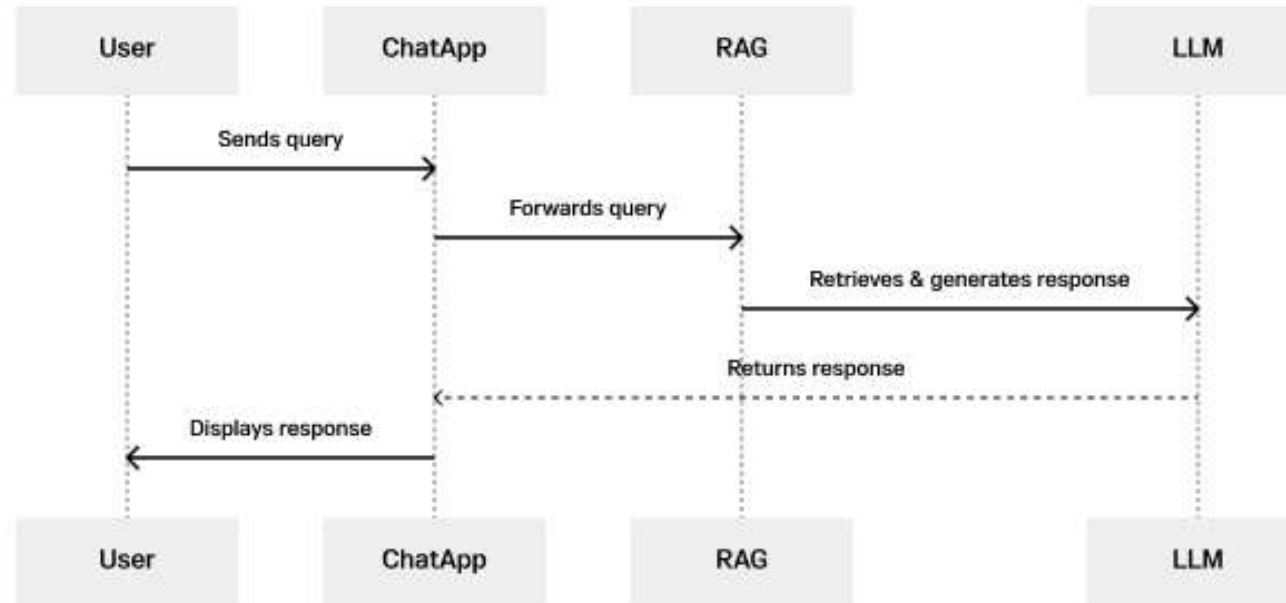 User
ChatApp
RAG
LLM
Sends query
Forwards query
Retrieves & generates response
Returns response
Displays response
User
ChatApp
RAG
LLM